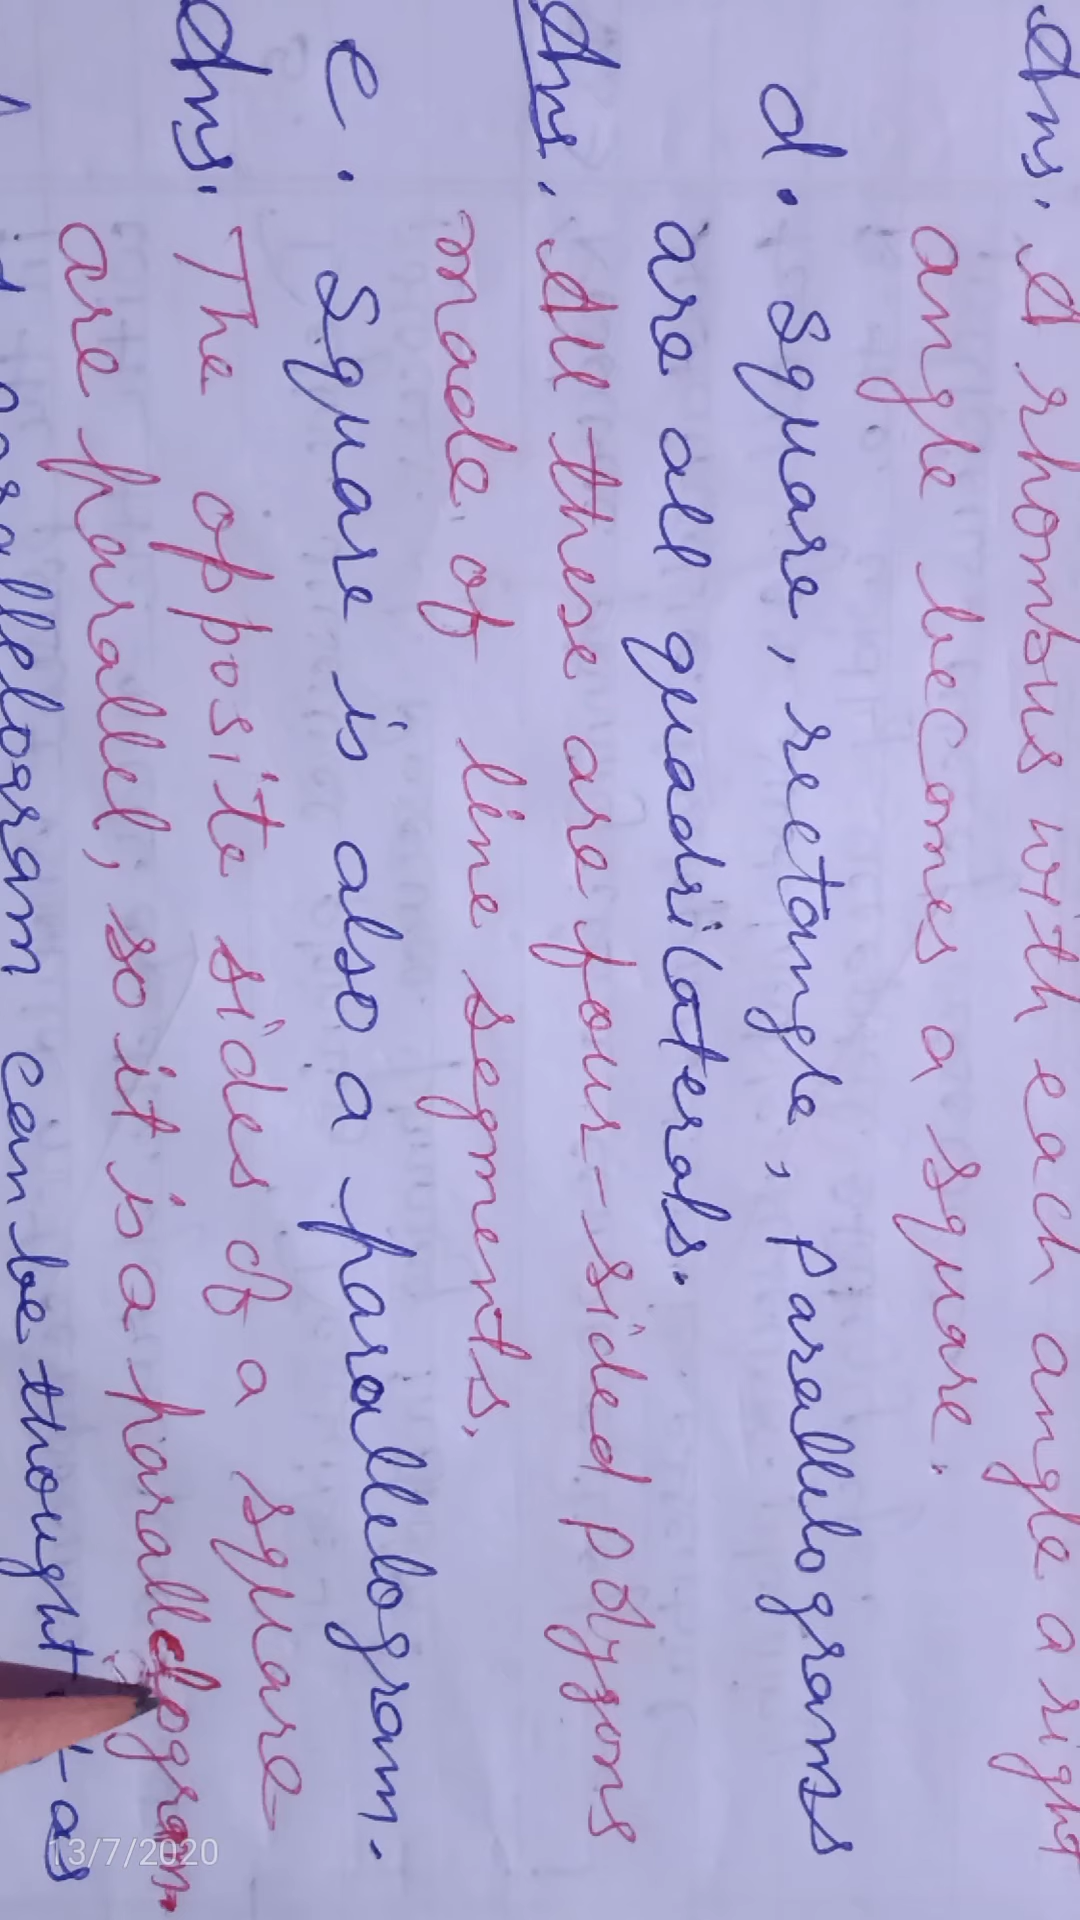 Ans. A rhombus with each angle a right
angle becomes a square.
d. Square, rectangle, parallelograms
are all quadrilaterals.
Ans. All these are four-sided polygons
made of line segments.
e. Square is also a parallelogram.
Ans. The opposite sides of a square
are parallel, so it is a parallelogram.
parallelogram can be thought as
13/7/2020